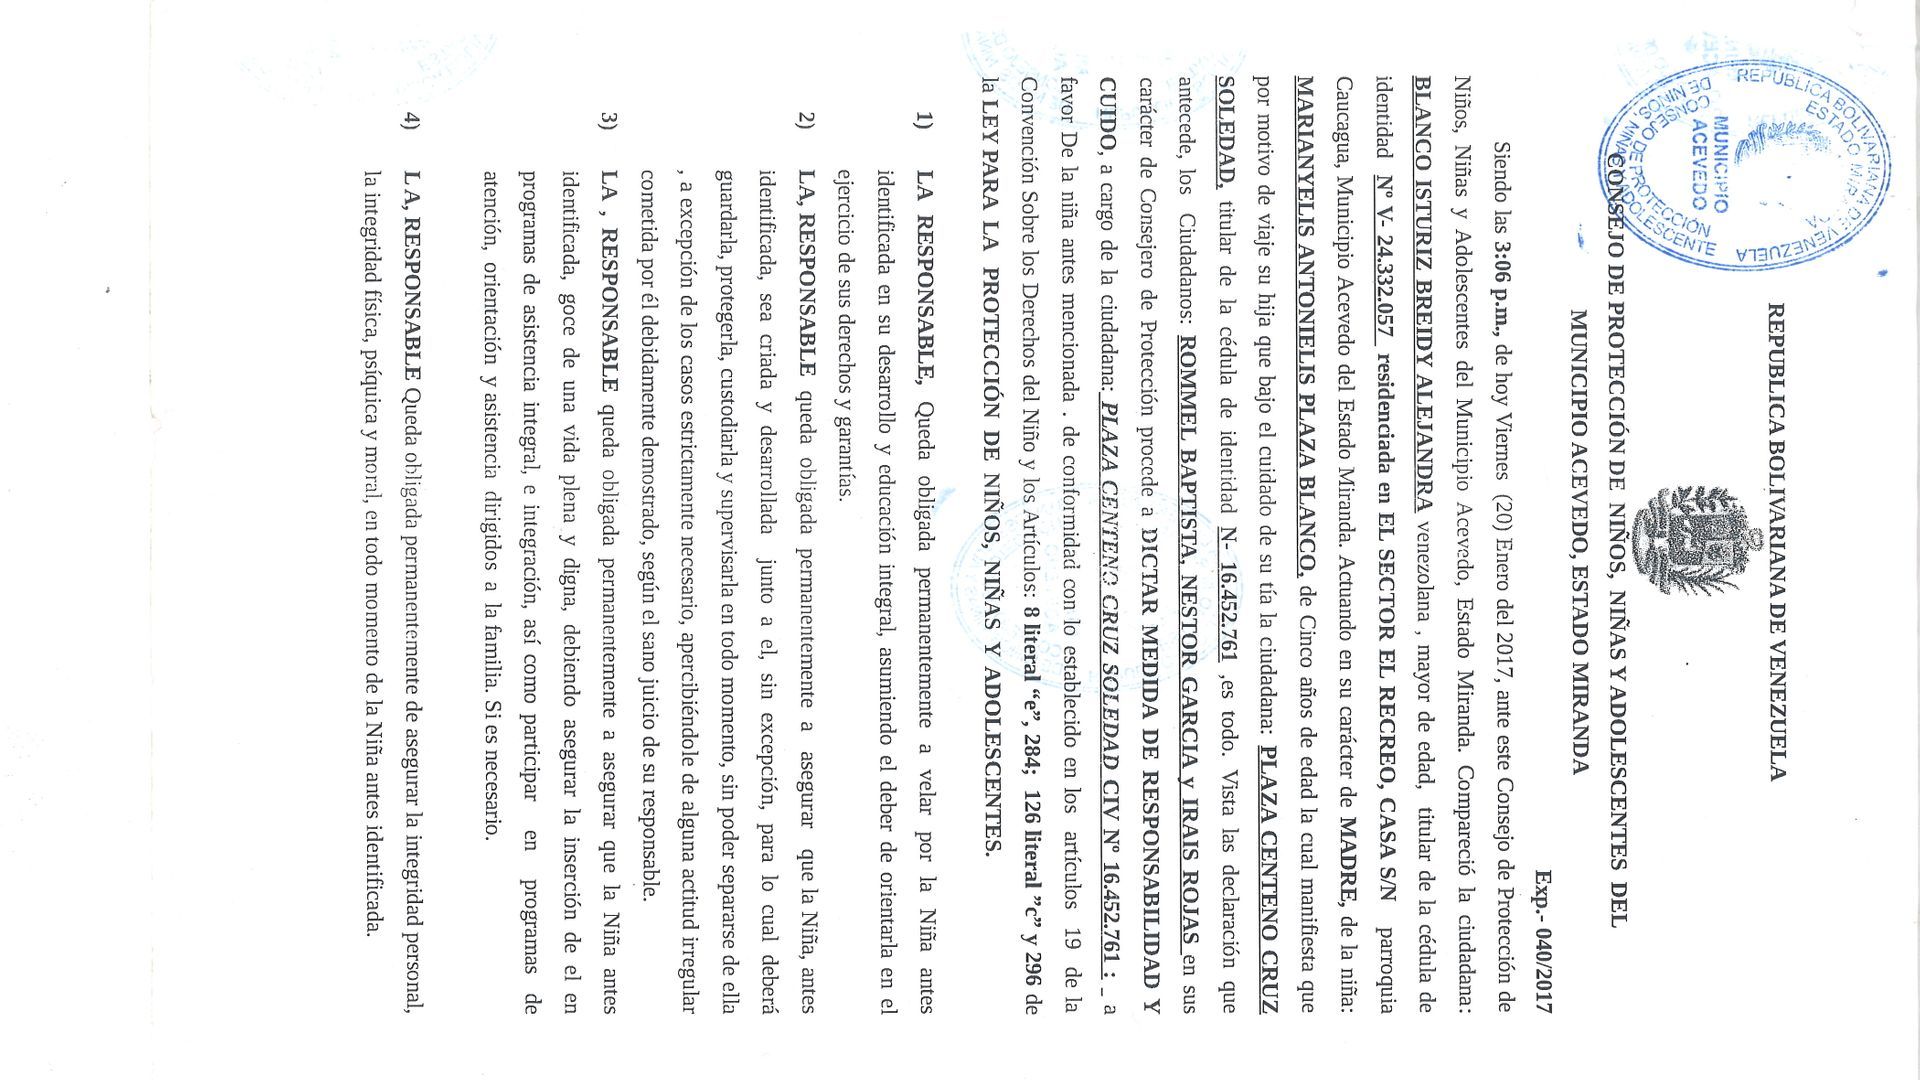 REPUBLICA BOLIVARIANA DE VENEZUELA
CONSEJO DE PROTECCIÓN DE NIÑOS, NIÑAS Y ADOLESCENTES DEL
MUNICIPIO ACEVEDO, ESTADO MIRANDA
REPÚBLICA BOLIVARIANA DE VENEZUELA
ESTADO
MUNICIPIO
ACEVEDO
CONSEJO DE PROTECCIÓN
DE NIÑOS, NIÑAS Y ADOLESCENTE
Exp.- 040/2017
Siendo las 3:06 p.m., de hoy Viernes (20) Enero del 2017, ante este Consejo de Protección de
Niños, Niñas y Adolescentes del Municipio Acevedo, Estado Miranda. Compareció la ciudadana:
BLANCO ISTURIZ BREIDY ALEJANDRA venezolana , mayor de edad, titular de la cédula de
identidad Nº V- 24.332.057 residenciada en EL SECTOR EL RECREO, CASA S/N parroquia
Caucagua, Municipio Acevedo del Estado Miranda. Actuando en su carácter de MADRE, de la niña:
MARIANYELIS ANTONIELIS PLAZA BLANCO, de Cinco años de edad la cual manifiesta que
por motivo de viaje su hija que bajo el cuidado de su tía la ciudadana: PLAZA CENTENO CRUZ
SOLEDAD, titular de la cédula de identidad N- 16.452.761 ,es todo. Vista las declaración que
antecede, los Ciudadanos: ROMMEL BAPTISTA, NESTOR GARCIA y IRAIS ROJAS en sus
carácter de Consejero de Protección procede a DICTAR MEDIDA DE RESPONSABILIDAD Y
CUIDO, a cargo de la ciudadana: PLAZA CENTENO CRUZ SOLEDAD CIV Nº 16.452.761 : _ a
favor De la niña antes mencionada . de conformidad con lo establecido en los artículos 19 de la
Convención Sobre los Derechos del Niño y los Artículos: 8 literal “e”, 284; 126 literal ”c” y 296 de
la LEY PARA LA PROTECCIÓN DE NIÑOS, NIÑAS Y ADOLESCENTES.
1) LA RESPONSABLE, Queda obligada permanentemente a velar por la Niña antes
identificada en su desarrollo y educación integral, asumiendo el deber de orientarla en el
ejercicio de sus derechos y garantías.
2) LA, RESPONSABLE queda obligada permanentemente a asegurar que la Niña, antes
identificada, sea criada y desarrollada junto a el, sin excepción, para lo cual deberá
guardarla, protegerla, custodiarla y supervisarla en todo momento, sin poder separarse de ella
, a excepción de los casos estrictamente necesario, apercibiéndole de alguna actitud irregular
cometida por él debidamente demostrado, según el sano juicio de su responsable.
3) LA , RESPONSABLE queda obligada permanentemente a asegurar que la Niña antes
identificada, goce de una vida plena y digna, debiendo asegurar la inserción de el en
programas de asistencia integral, e integración, así como participar en programas de
atención, orientación y asistencia dirigidos a la familia. Si es necesario.
4) LA, RESPONSABLE Queda obligada permanentemente de asegurar la integridad personal,
la integridad física, psíquica y moral, en todo momento de la Niña antes identificada.